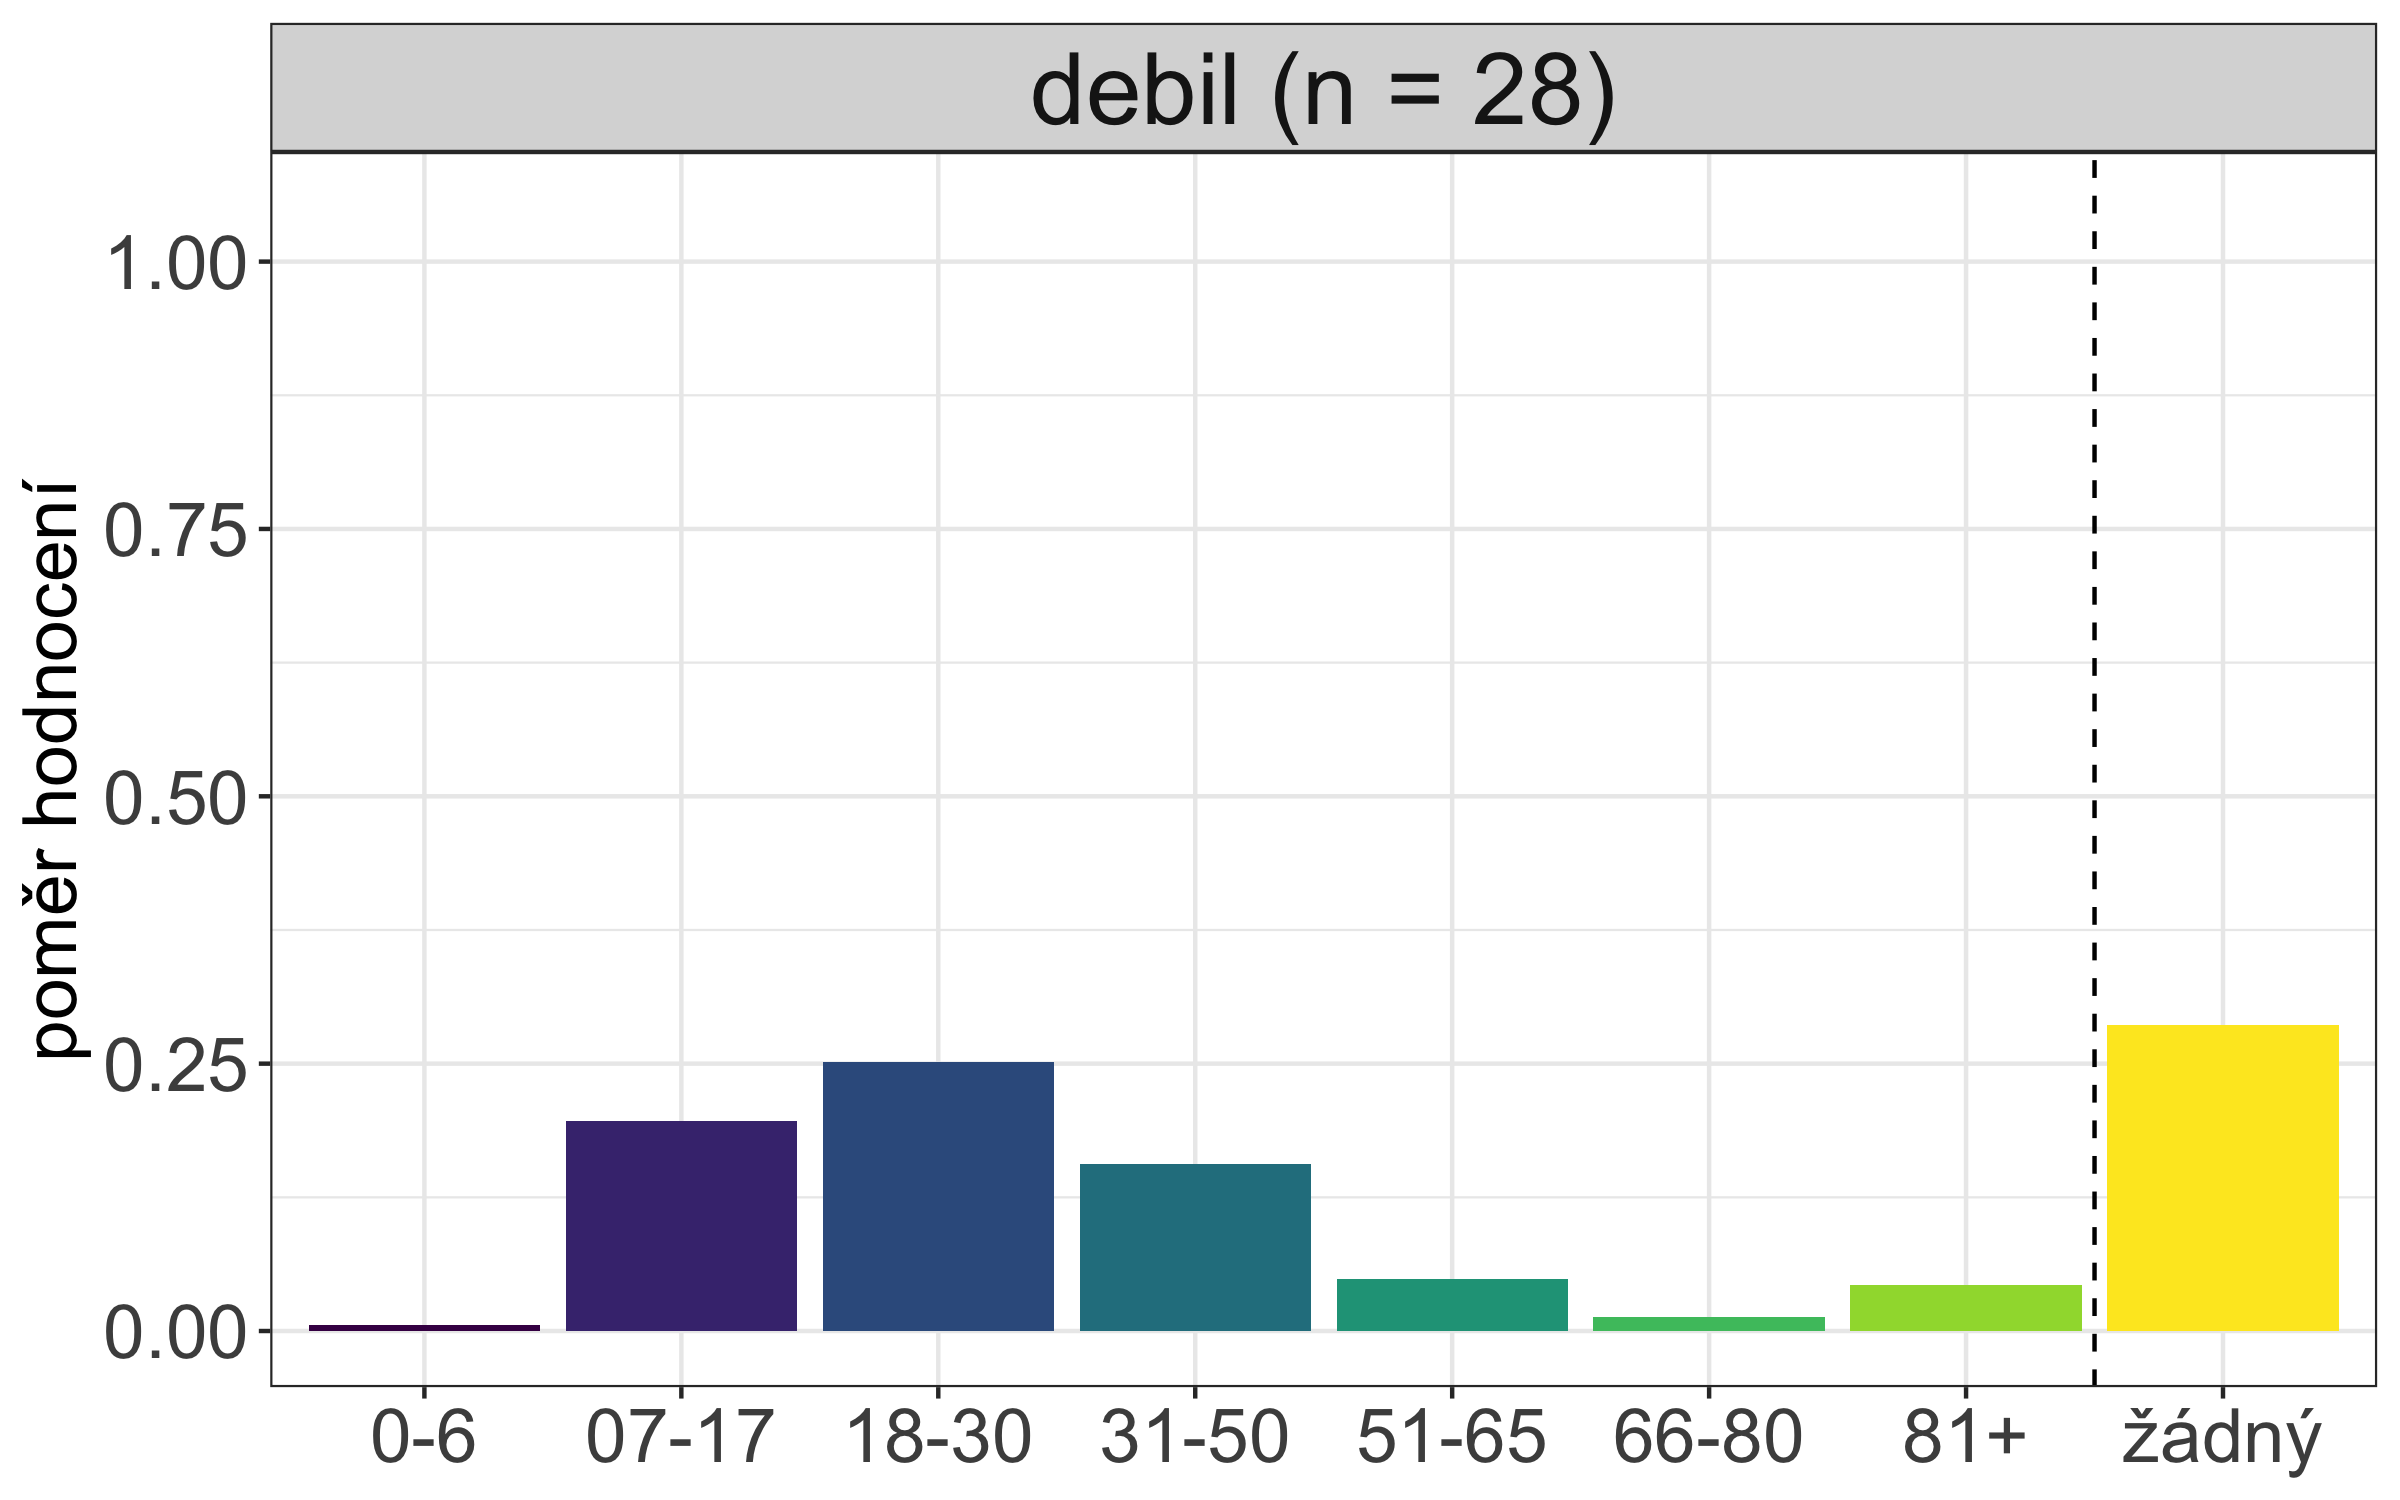 debil (n = 28)
poměr hodnocení
1.00
0.75
0.50
0.25
0.00
0-6 07-17 18-30 31-50 51-65 66-80 81+ žádný